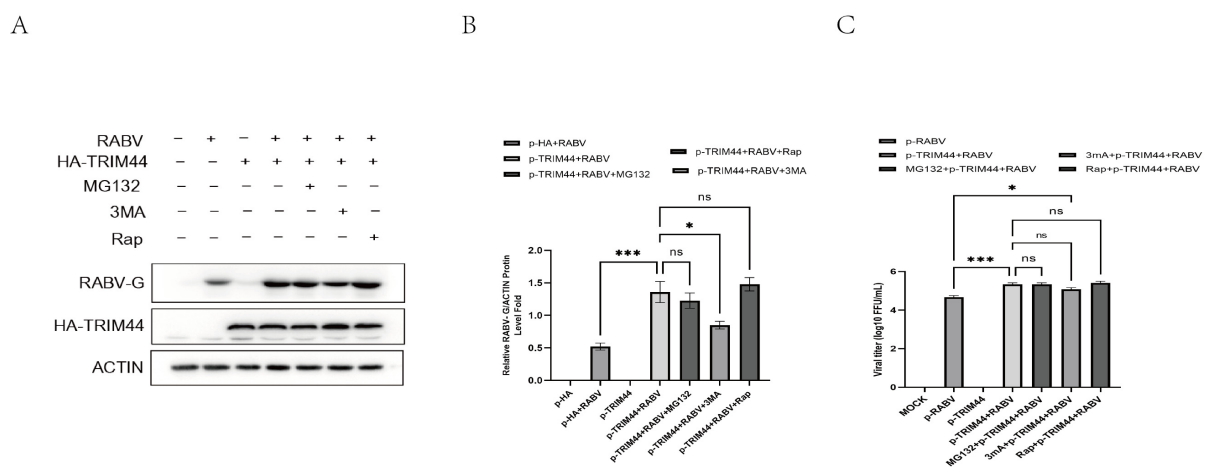 A
RABV − + − + + + +
HA-TRIM44 − − + + + + +
MG132 − − − − + − −
3MA − − − − − + −
Rap − − − − − − +
RABV-G
HA-TRIM44
ACTIN
B
p-HA+RABV
p-TRIM44+RABV
p-TRIM44+RABV+MG132
p-TRIM44+RABV+Rap
p-TRIM44+RABV+3MA
ns
*
*** ns
Relative RABV- G/ACTIN Protin
Level Fold
2.0
1.5
1.0
0.5
0.0
p-HA
p-HA+RABV
p-TRIM44
p-TRIM44+RABV
p-TRIM44+RABV+MG132
p-TRIM44+RABV+3MA
p-TRIM44+RABV+Rap
C
p-RABV
p-TRIM44+RABV
MG132+p-TRIM44+RABV
3mA+p-TRIM44+RABV
Rap+p-TRIM44+RABV
*
ns
ns
*** ns
Viral titer (log10 FFU/mL)
6
4
2
0
MOCK
p-RABV
p-TRIM44
p-TRIM44+RABV
MG132+p-TRIM44+RABV
3mA+p-TRIM44+RABV
Rap+p-TRIM44+RABV